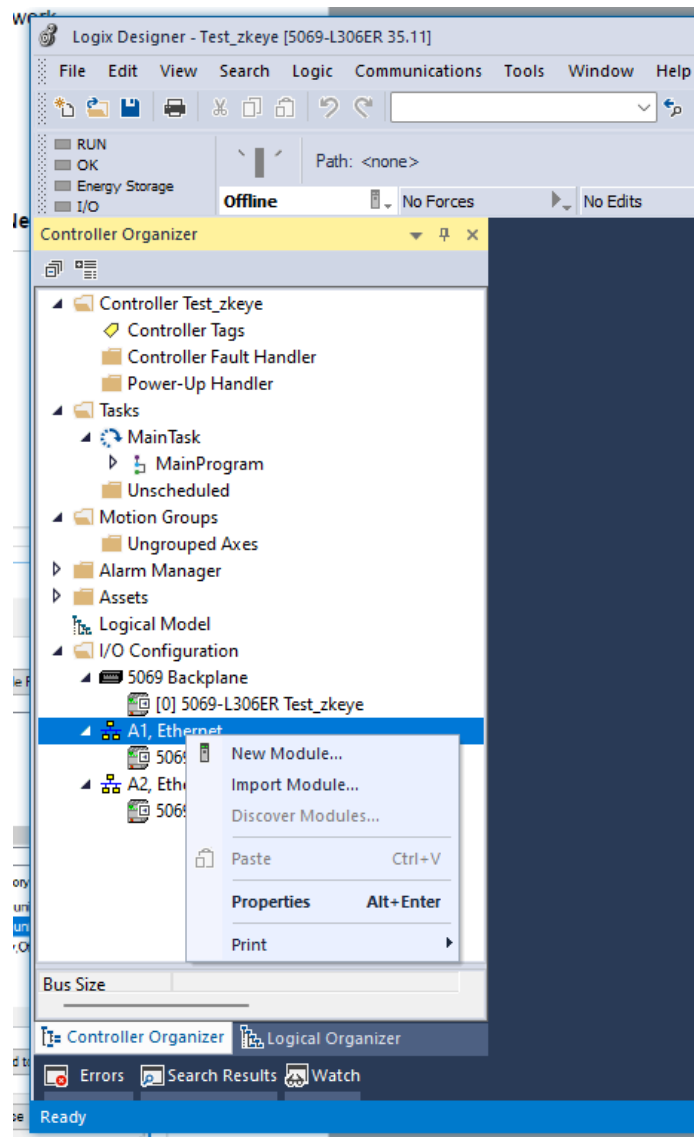 work
Logix Designer - Test_zkeye [5069-L306ER 35.11]
File Edit View Search Logic Communications Tools Window Help
RUN
OK
Energy Storage
I/O
Path: <none>
Offline No Forces No Edits
Controller Organizer
Controller Test_zkeye
Controller Tags
Controller Fault Handler
Power-Up Handler
Tasks
MainTask
MainProgram
Unscheduled
Motion Groups
Ungrouped Axes
Alarm Manager
Assets
Logical Model
I/O Configuration
5069 Backplane
[0] 5069-L306ER Test_zkeye
A1, Ethernet
506
A2, Eth
506
New Module...
Import Module...
Discover Modules...
Paste Ctrl+V
Properties Alt+Enter
Print
Bus Size
Controller Organizer Logical Organizer
Errors Search Results Watch
Ready